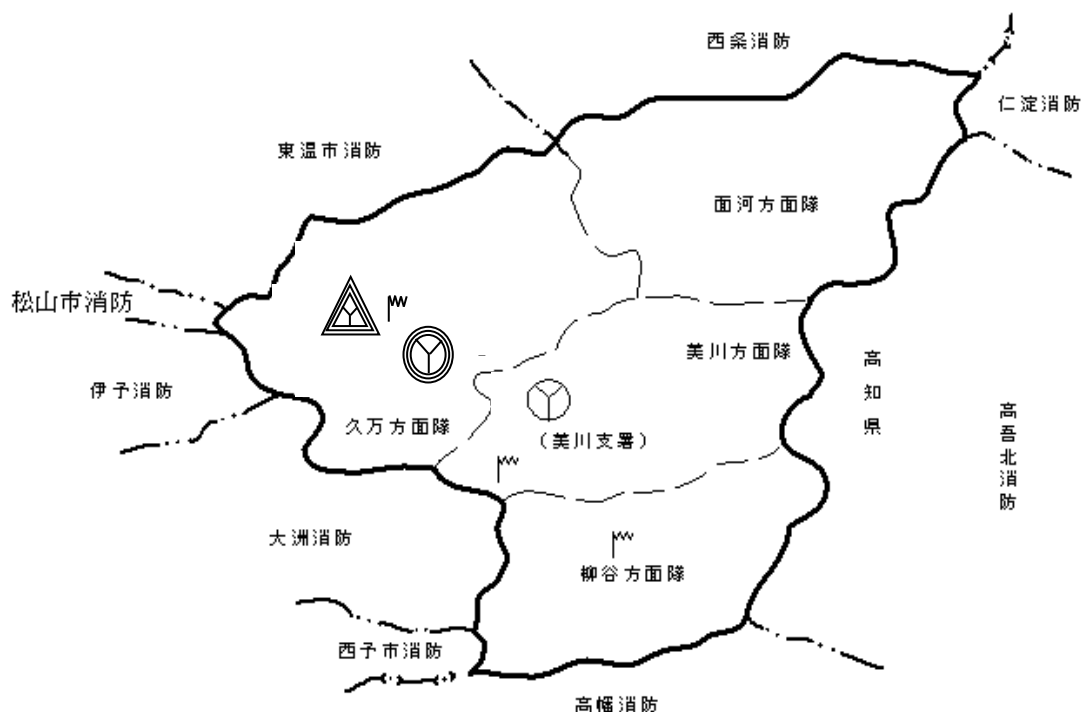 西条消防
仁淀消防
東温市消防
面河方面隊
松山市消防
美川方面隊
高知県
伊予消防
高吾北消防
久万方面隊
(美川支署)
大洲消防
柳谷方面隊
西予市消防
高幡消防